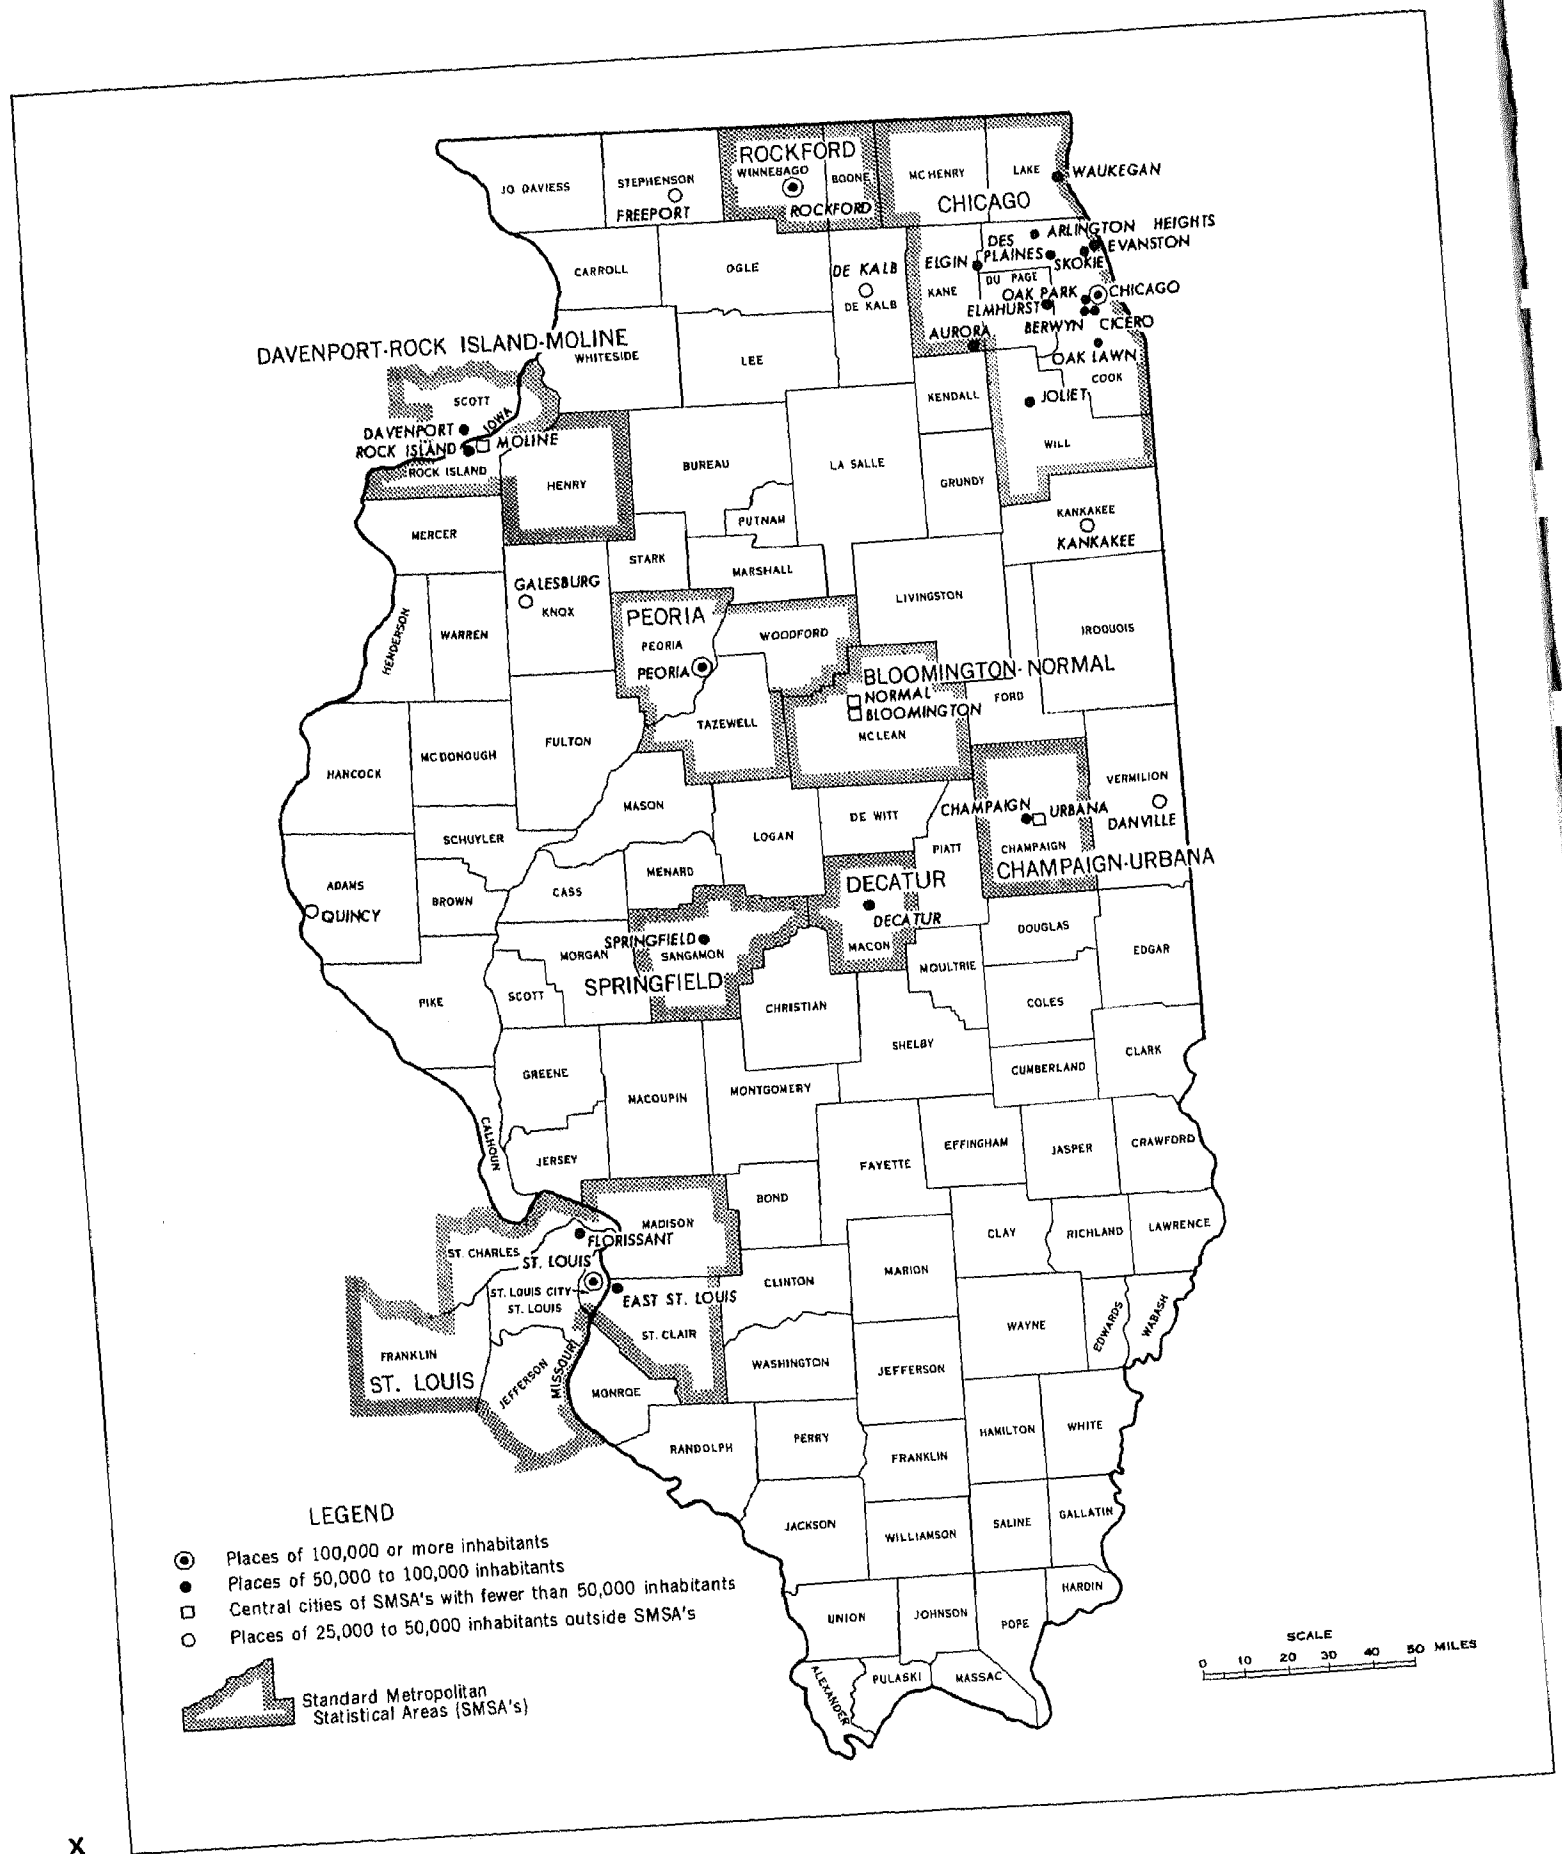 ROCKFORD
WINNEBAGO
BOONE
ROCKFORD
MC HENRY
LAKE
WAUKEGAN
CHICAGO
JO DAVIESS
STEPHENSON
FREEPORT
ARLINGTON HEIGHTS
DES
PLAINES
EVANSTON
SKOKIE
ELGIN
DU PAGE
KANE
OAK PARK
CHICAGO
ELMHURST
BERWYN
CICERO
AURORA
OAK LAWN
COOK
CARROLL
OGLE
DE KALB
DE KALB
DAVENPORT-ROCK ISLAND-MOLINE
WHITESIDE
LEE
KENDALL
JOLIET
WILL
SCOTT
IOWA
DAVENPORT
ROCK ISLAND
MOLINE
ROCK ISLAND
HENRY
BUREAU
LA SALLE
GRUNDY
PUTNAM
KANKAKEE
KANKAKEE
MERCER
STARK
MARSHALL
GALESBURG
KNOX
LIVINGSTON
HENDERSON
WARREN
PEORIA
PEORIA
PEORIA
WOODFORD
IROQUOIS
BLOOMINGTON-NORMAL
NORMAL
BLOOMINGTON
MCLEAN
FORD
TAZEWELL
HANCOCK
MCDONOUGH
FULTON
MASON
VERMILION
DANVILLE
CHAMPAIGN
URBANA
CHAMPAIGN
CHAMPAIGN-URBANA
DE WITT
PIATT
LOGAN
SCHUYLER
ADAMS
QUINCY
BROWN
CASS
MENARD
DECATUR
DECATUR
MACON
SPRINGFIELD
SANGAMON
SPRINGFIELD
MORGAN
DOUGLAS
EDGAR
MOULTRIE
PIKE
SCOTT
CHRISTIAN
COLES
SHELBY
CUMBERLAND
CLARK
GREENE
MACOUPIN
MONTGOMERY
CALHOUN
JERSEY
FAYETTE
EFFINGHAM
JASPER
CRAWFORD
BOND
MADISON
FLORISSANT
ST. CHARLES
ST. LOUIS
ST. LOUIS CITY
ST. LOUIS
EAST ST. LOUIS
ST. CLAIR
CLAY
RICHLAND
LAWRENCE
CLINTON
MARION
WAYNE
EDWARDS
WABASH
FRANKLIN
ST. LOUIS
JEFFERSON
MISSOURI
MONROE
WASHINGTON
JEFFERSON
RANDOLPH
PERRY
FRANKLIN
HAMILTON
WHITE
JACKSON
WILLIAMSON
SALINE
GALLATIN
UNION
JOHNSON
POPE
HARDIN
ALEXANDER
PULASKI
MASSAC
LEGEND
Places of 100,000 or more inhabitants
Places of 50,000 to 100,000 inhabitants
Central cities of SMSA's with fewer than 50,000 inhabitants
Places of 25,000 to 50,000 inhabitants outside SMSA's
Standard Metropolitan
Statistical Areas (SMSA's)
SCALE
0 10 20 30 40 50 MILES
X